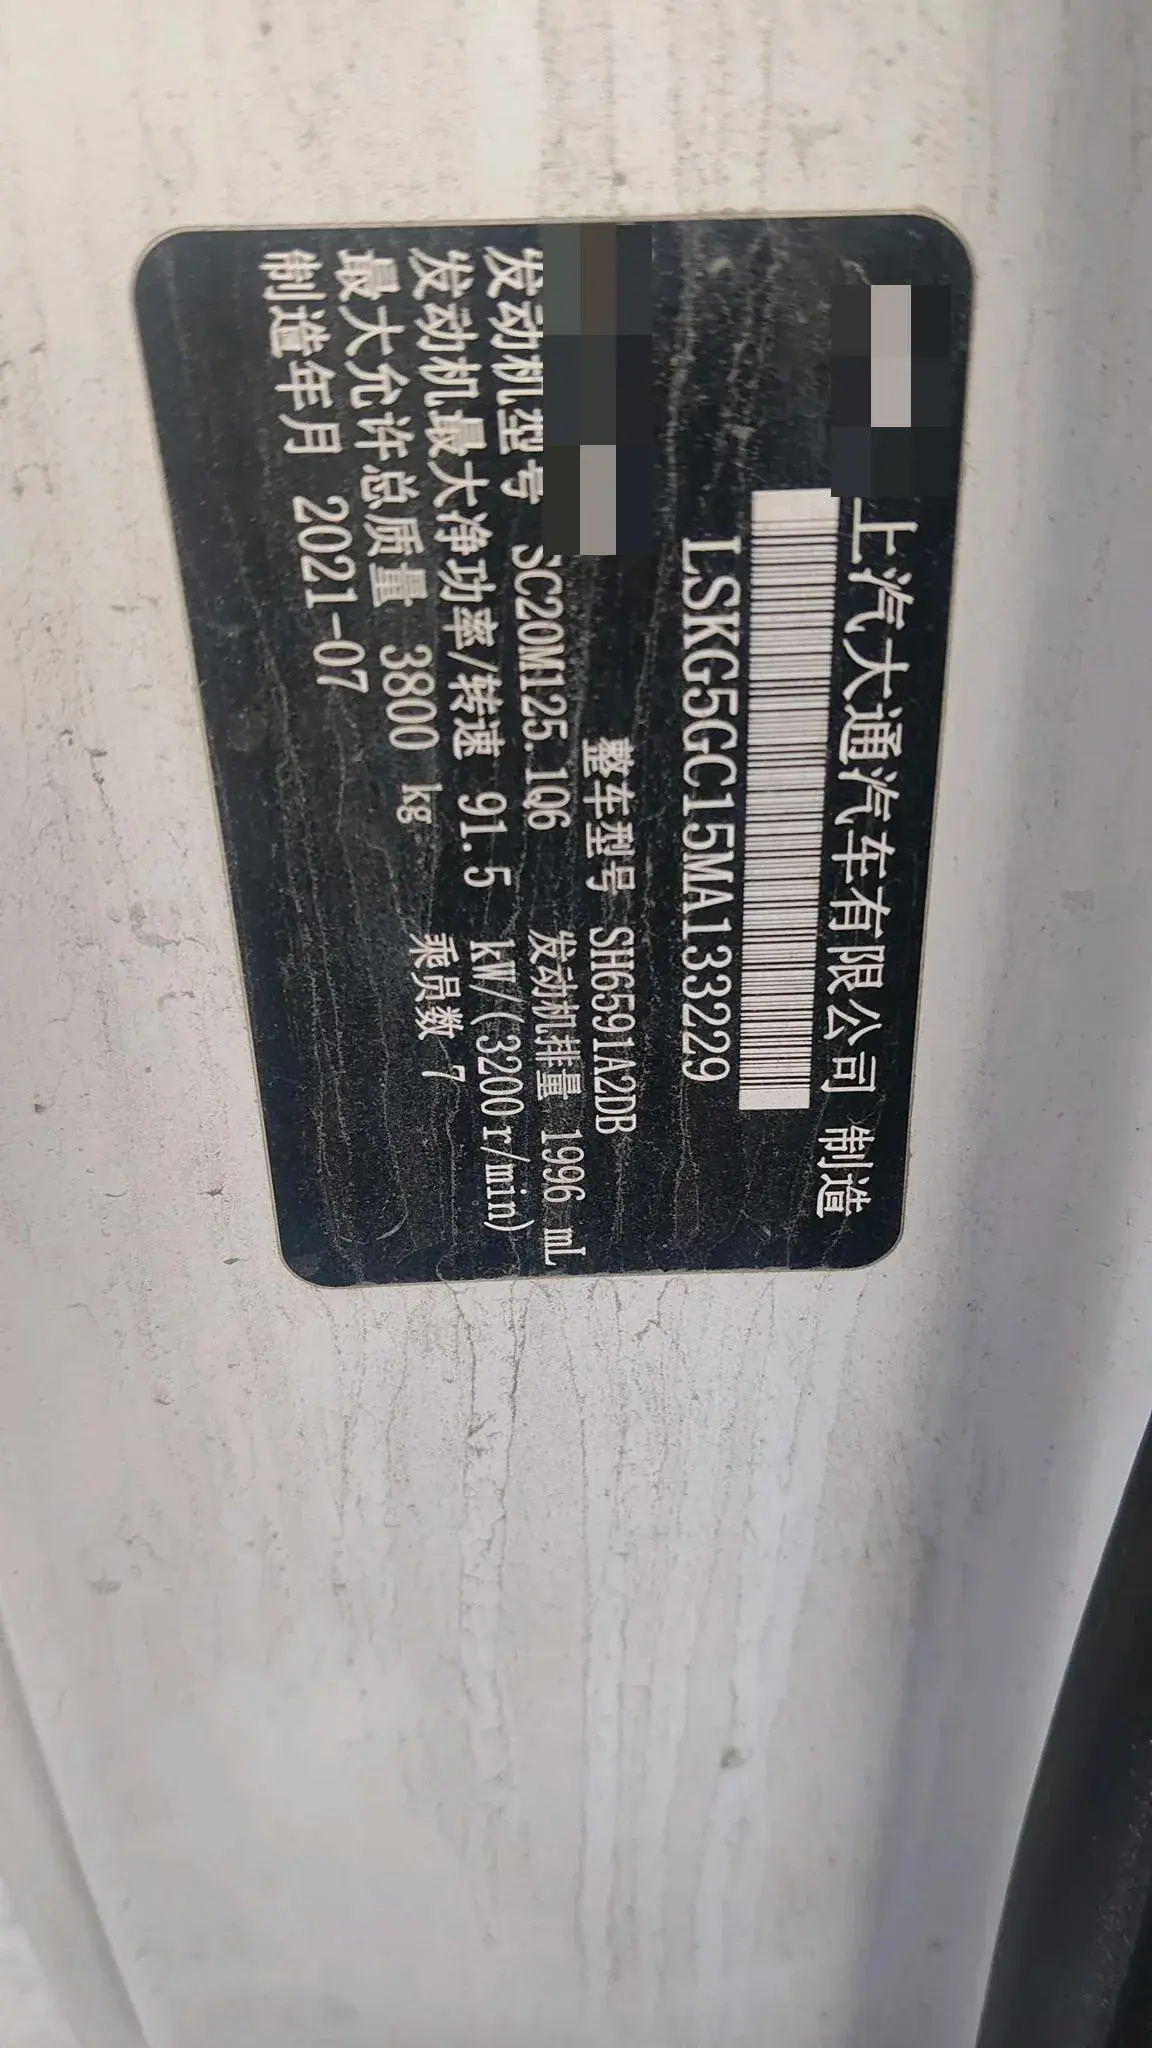 上汽大通汽车有限公司 制造
LSKG5GC15MA133229
整车型号 SH6591A2DB
发动机型号 SC20M125.1Q6 发动机排量 1996 mL
发动机最大净功率/转速 91.5 kW/(3200r/min)
最大允许总质量 3800 kg 乘员数 7
制造年月 2021-07